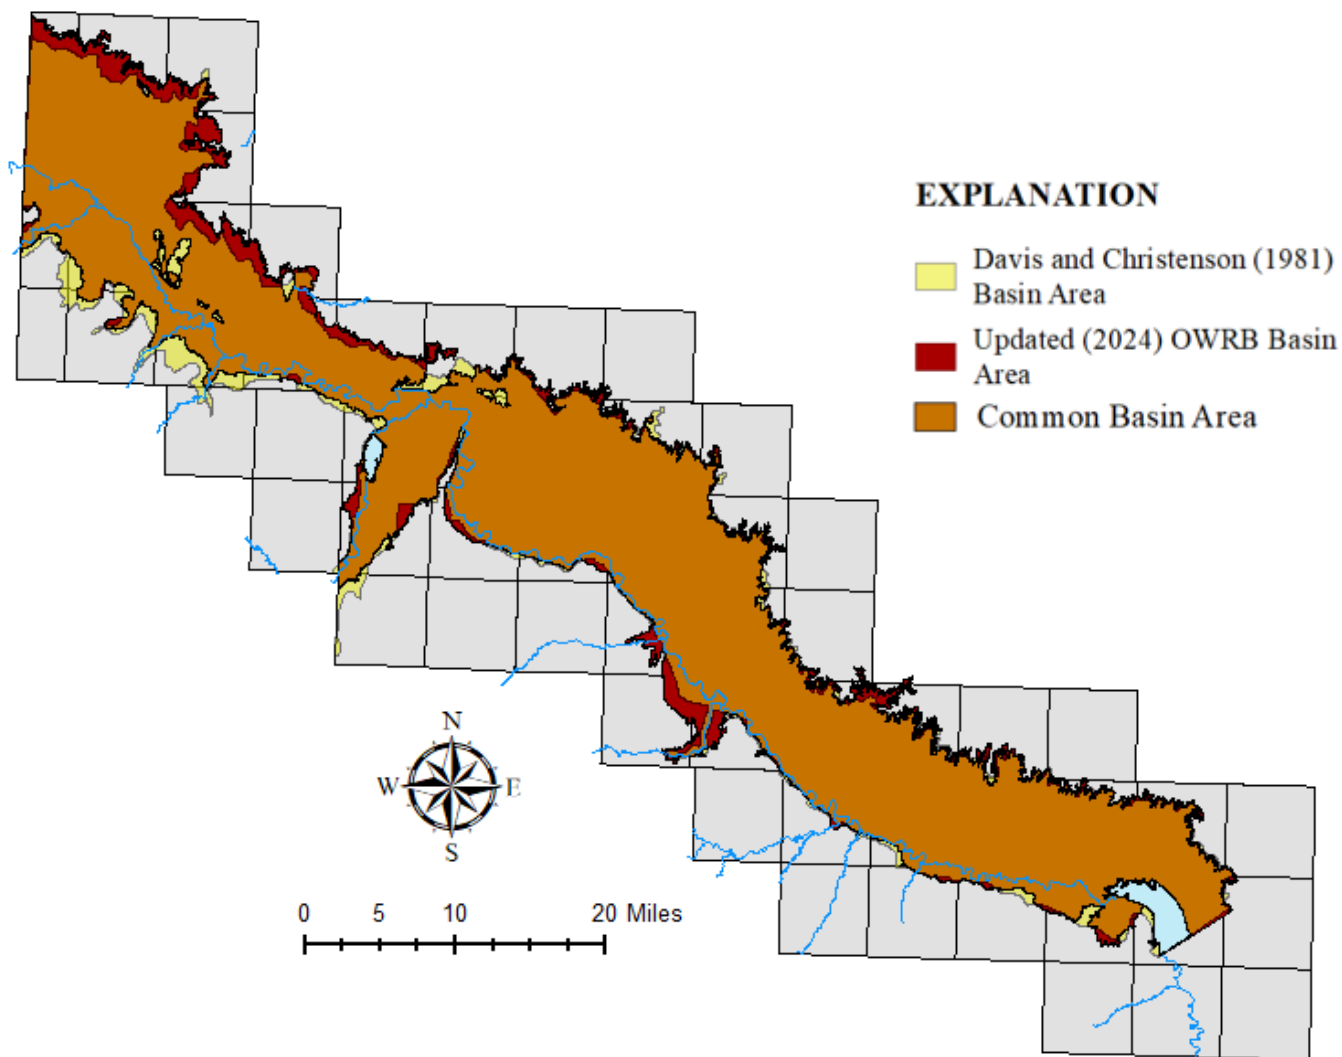 EXPLANATION
Davis and Christenson (1981)
Basin Area
Updated (2024) OWRB Basin
Area
Common Basin Area
N
W E
S
0 5 10 20 Miles